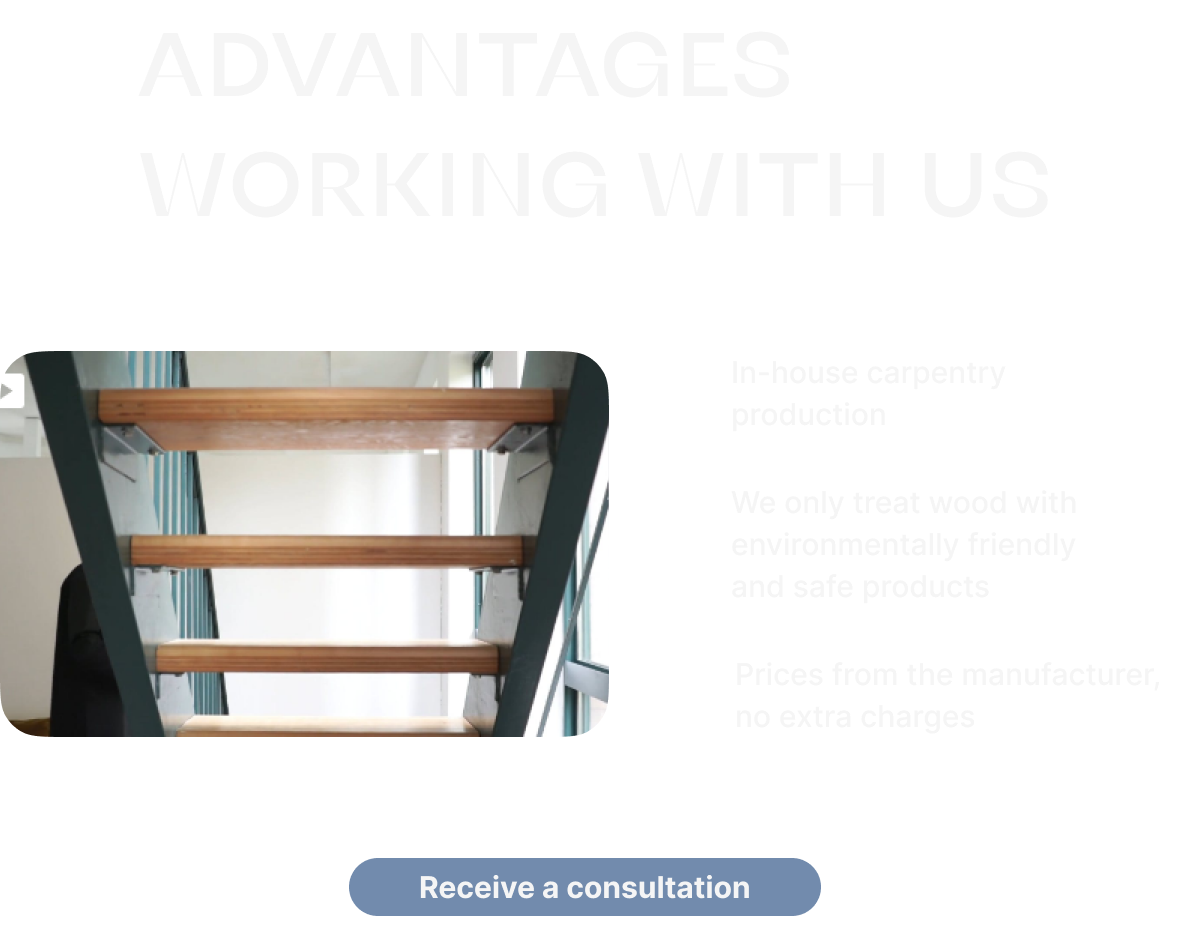 ADVANTAGES
WORKING WITH US
In-house carpentry
production
We only treat wood with
environmentally friendly
and safe products
Prices from the manufacturer,
no extra charges
Receive a consultation